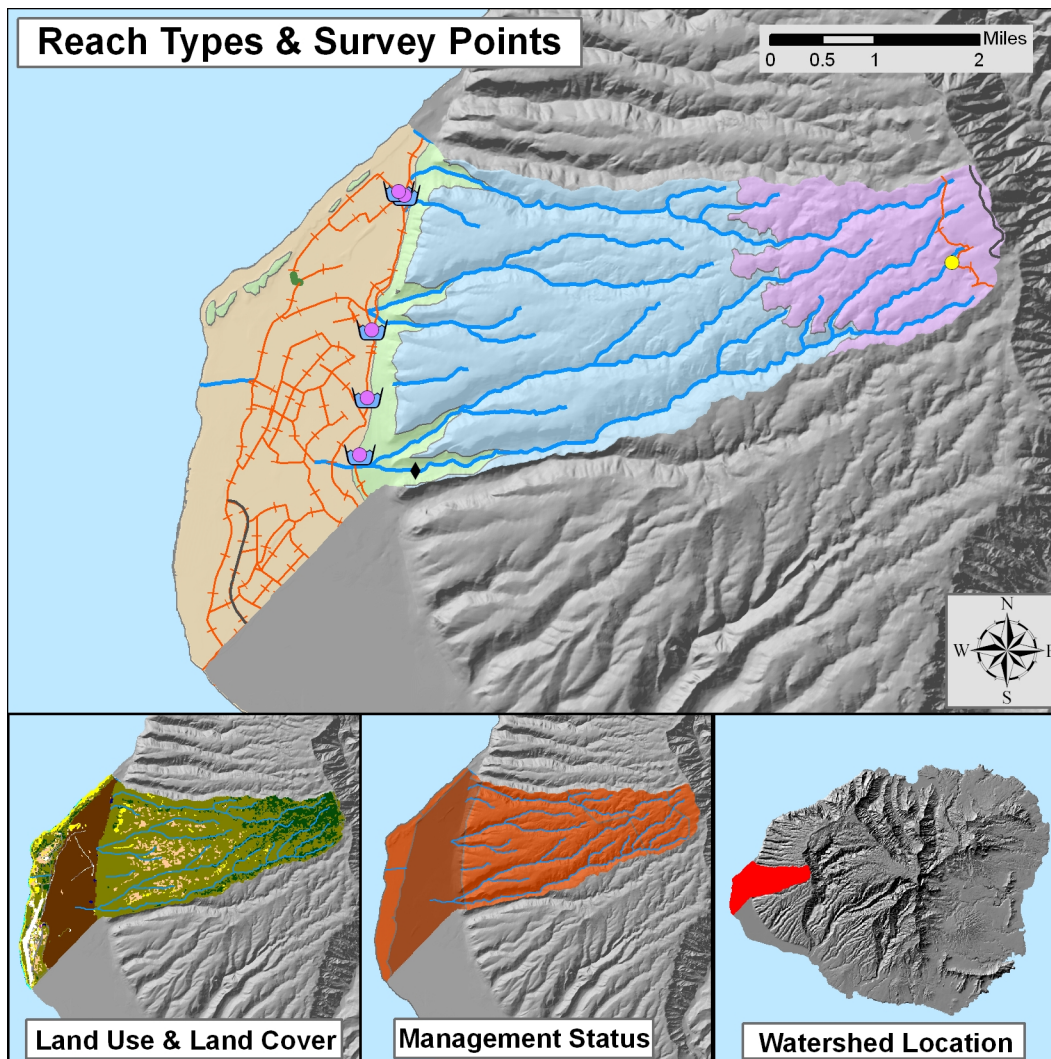 Reach Types & Survey Points
Miles
0 0.5 1 2
N
W E
S
Land Use & Land Cover
Management Status
Watershed Location